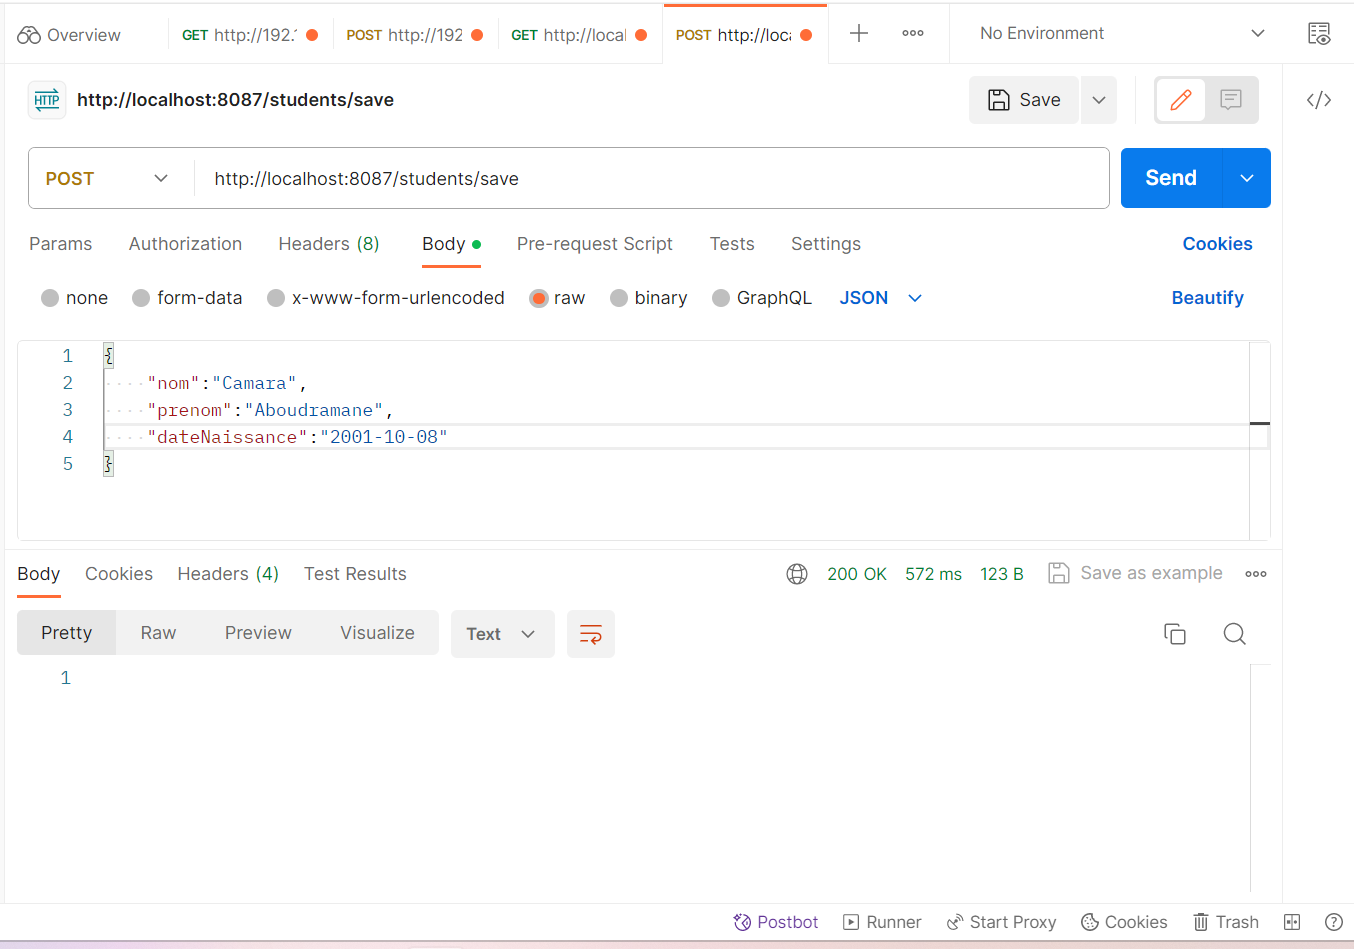 Overview GET http://192.1 POST http://192 GET http://local POST http://loca No Environment
HTTP http://localhost:8087/students/save Save </>
POST http://localhost:8087/students/save Send
Params Authorization Headers (8) Body Pre-request Script Tests Settings Cookies
none form-data x-www-form-urlencoded raw binary GraphQL JSON Beautify
1 {
2 "nom":"Camara",
3 "prenom":"Aboudramane",
4 "dateNaissance":"2001-10-08"
5 }
Body Cookies Headers (4) Test Results 200 OK 572 ms 123 B Save as example
Pretty Raw Preview Visualize Text
1
Postbot Runner Start Proxy Cookies Trash